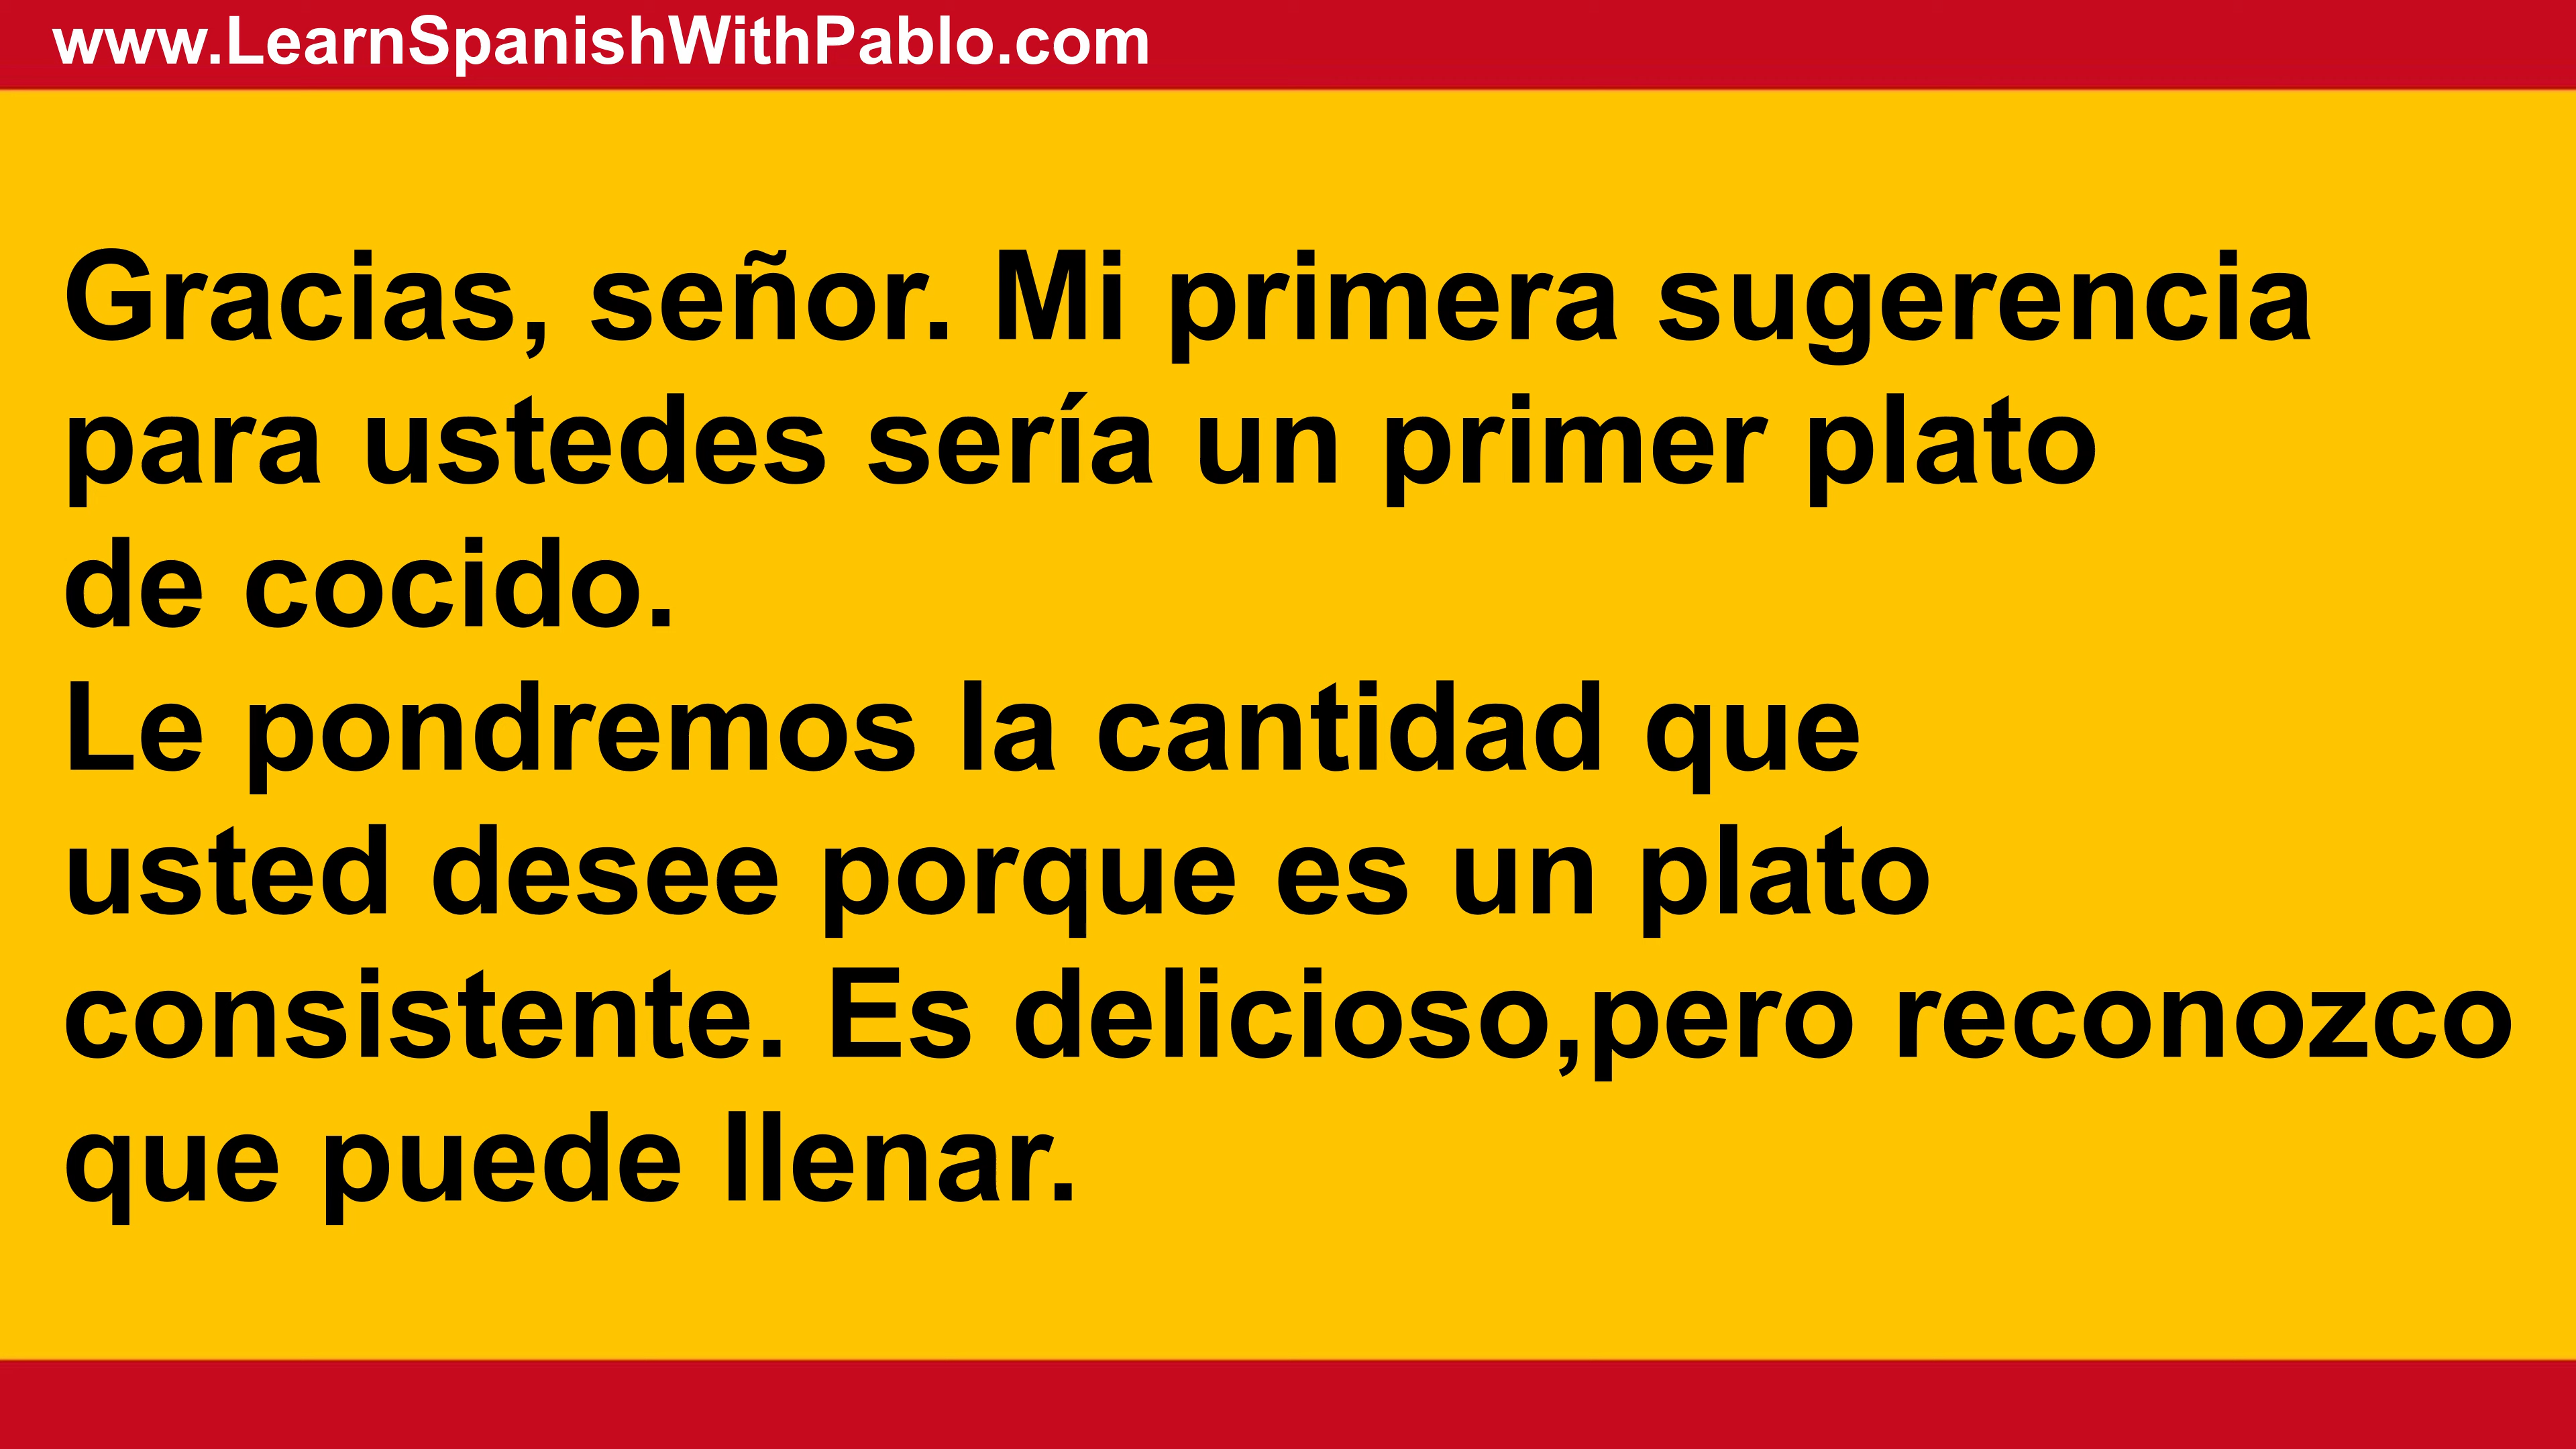 www.LearnSpanishWithPablo.com
Gracias, señor. Mi primera sugerencia
para ustedes sería un primer plato
de cocido.
Le pondremos la cantidad que
usted desee porque es un plato
consistente. Es delicioso,pero reconozco
que puede llenar.